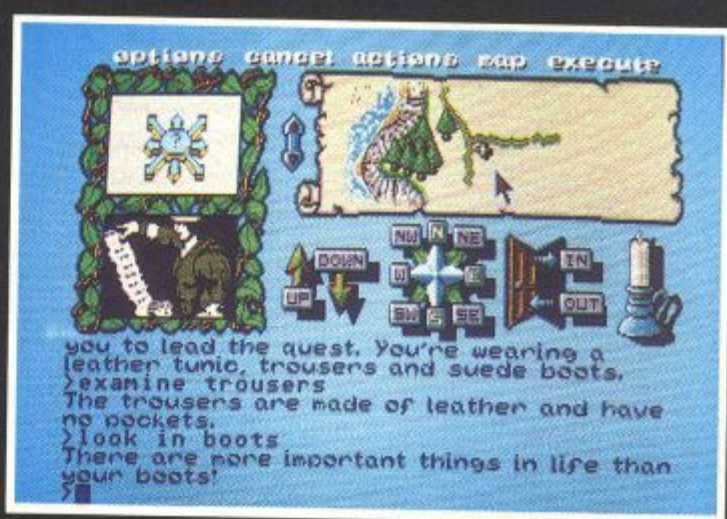 options cancel actions map execute
?
NW N NE
UP DOWN W E IN
SW S SE OUT
you to lead the quest. You're wearing a
leather tunic, trousers and suede boots.
>examine trousers
The trousers are made of leather and have
no pockets.
>look in boots
There are more important things in life than
your boots!
>